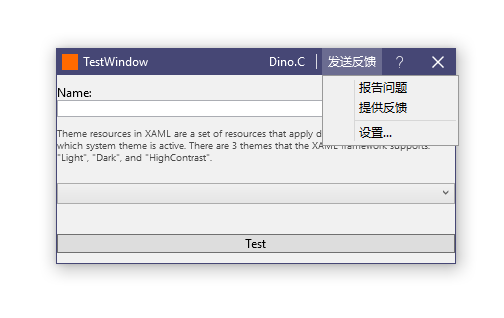 TestWindow Dino.C 发送反馈 ?
报告问题
Name:
提供反馈
Theme resources in XAML are a set of resources that apply d
设置...
which system theme is active. There are 3 themes that the XAML framework supports:
"Light", "Dark", and "HighContrast".
Test